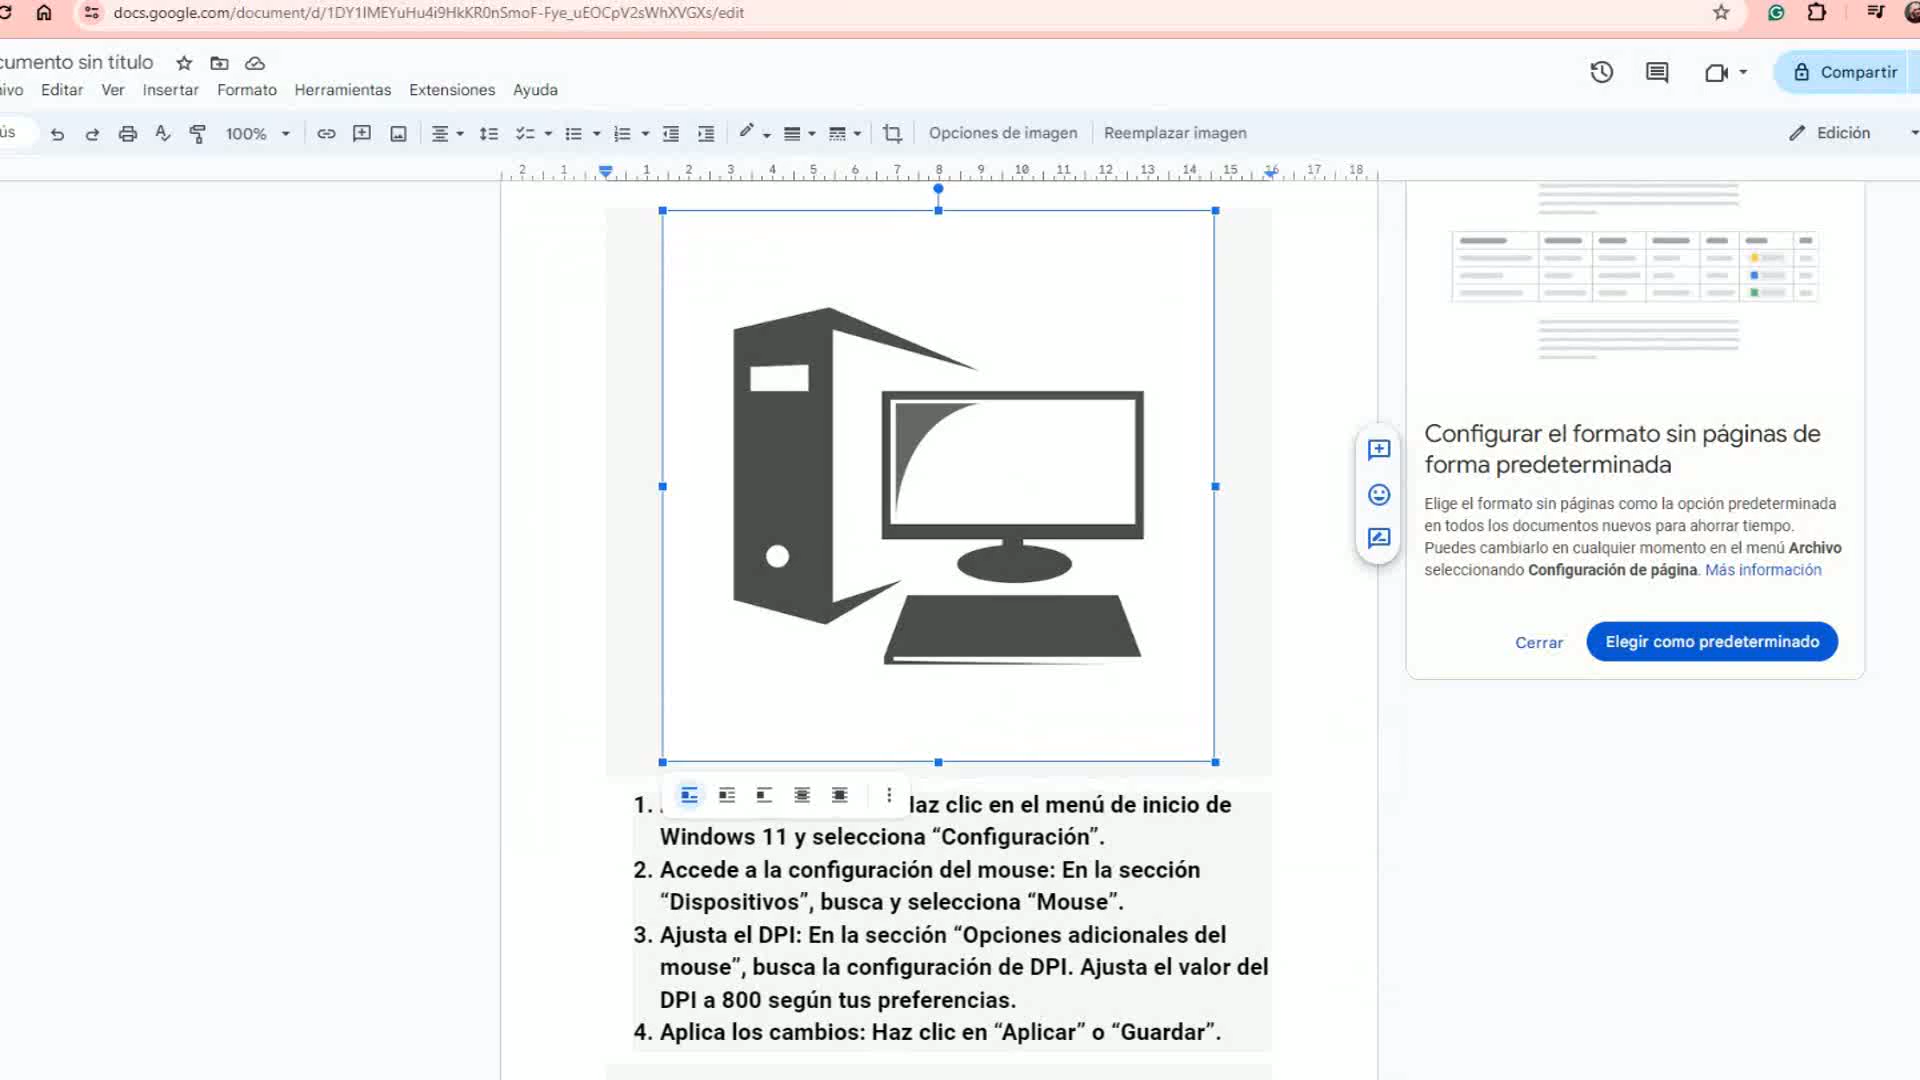 docs.google.com/document/d/1DY1IMEYuHu4i9HkKR0nSmoF-Fye_uEOCpV2sWhXVGXs/edit
cumento sin título
ivo Editar Ver Insertar Formato Herramientas Extensiones Ayuda
Compartir
ús 100% Opciones de imagen Reemplazar imagen Edición
2 1 1 2 3 4 5 6 7 8 9 10 11 12 13 14 15 16 17 18
Configurar el formato sin páginas de
forma predeterminada
Elige el formato sin páginas como la opción predeterminada
en todos los documentos nuevos para ahorrar tiempo.
Puedes cambiarlo en cualquier momento en el menú Archivo
seleccionando Configuración de página. Más información
Cerrar Elegir como predeterminado
1. Haz clic en el menú de inicio de
Windows 11 y selecciona “Configuración”.
2. Accede a la configuración del mouse: En la sección
“Dispositivos”, busca y selecciona “Mouse”.
3. Ajusta el DPI: En la sección “Opciones adicionales del
mouse”, busca la configuración de DPI. Ajusta el valor del
DPI a 800 según tus preferencias.
4. Aplica los cambios: Haz clic en “Aplicar” o “Guardar”.